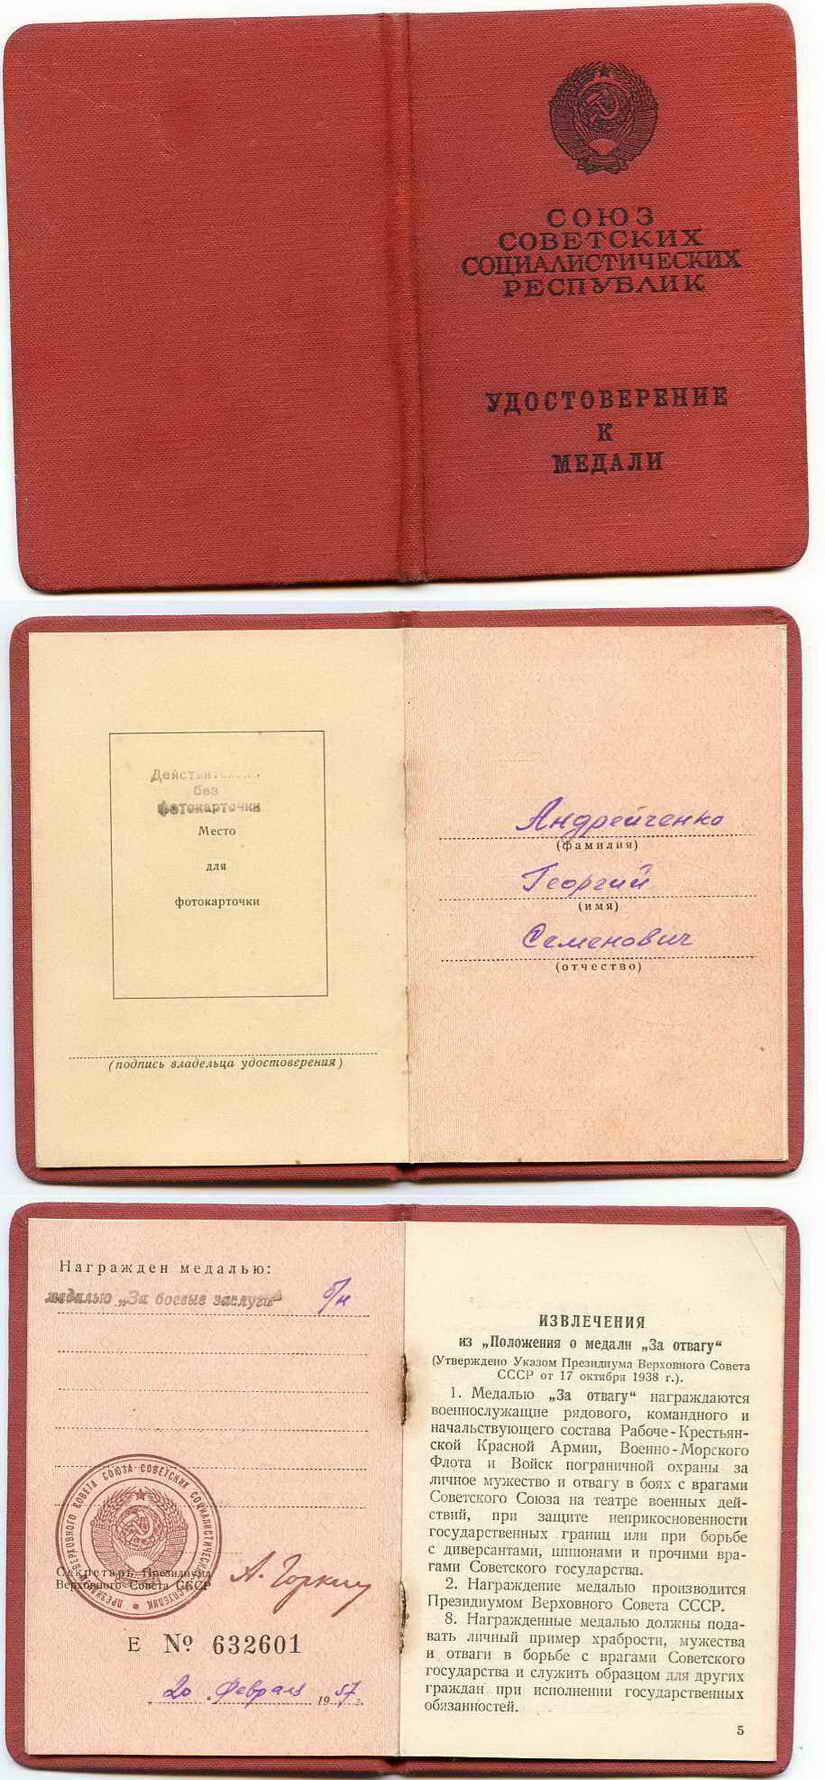 СОЮЗ
СОВЕТСКИХ
СОЦИАЛИСТИЧЕСКИХ
РЕСПУБЛИК
УДОСТОВЕРЕНИЕ
К
МЕДАЛИ
без
фотокарточки
Место
для
фотокарточки
(подпись владельца удостоверения)
Андрейченко
(фамилия)
Георгий
(имя)
Семенович
(отчество)
Награжден медалью:
медалью „За боевые заслуги“ б/н
Секретарь Президиума
Верховного Совета СССР
А. Горкин
Е № 632601
20 февраля 1957 г.
ИЗВЛЕЧЕНИЯ
из „Положения о медали „За отвагу“
(Утверждено Указом Президиума Верховного Совета
СССР от 17 октября 1938 г.).
1. Медалью „За отвагу“ награждаются
военнослужащие рядового, командного и
начальствующего состава Рабоче-Крестьян-
ской Красной Армии, Военно-Морского
Флота и Войск пограничной охраны за
личное мужество и отвагу в боях с врагами
Советского Союза на театре военных дей-
ствий, при защите неприкосновенности
государственных границ или при борьбе
с диверсантами, шпионами и прочими вра-
гами Советского государства.
2. Награждение медалью производится
Президиумом Верховного Совета СССР.
8. Награжденные медалью должны пода-
вать личный пример храбрости, мужества
и отваги в борьбе с врагами Советского
государства и служить образцом для других
граждан при исполнении государственных
обязанностей.
5